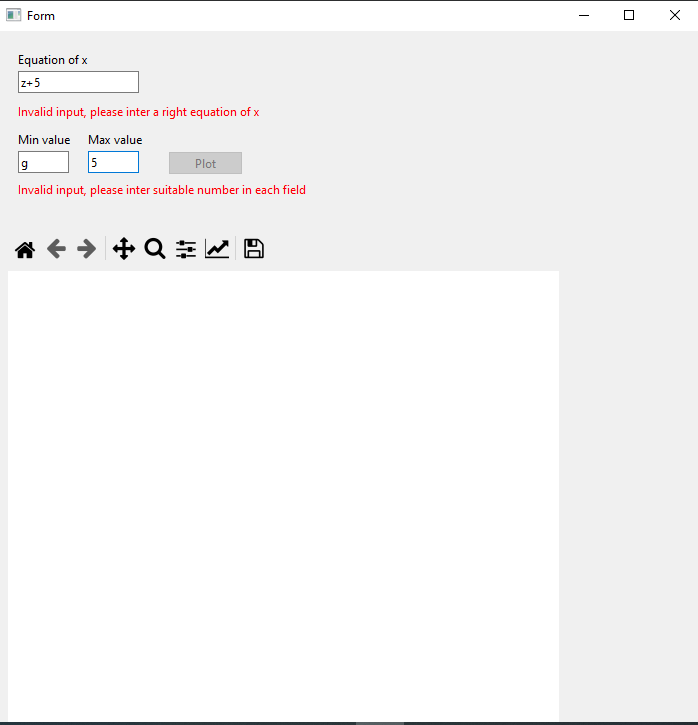 Form
Equation of x
z+5
Invalid input, please inter a right equation of x
Min value Max value
g 5 Plot
Invalid input, please inter suitable number in each field